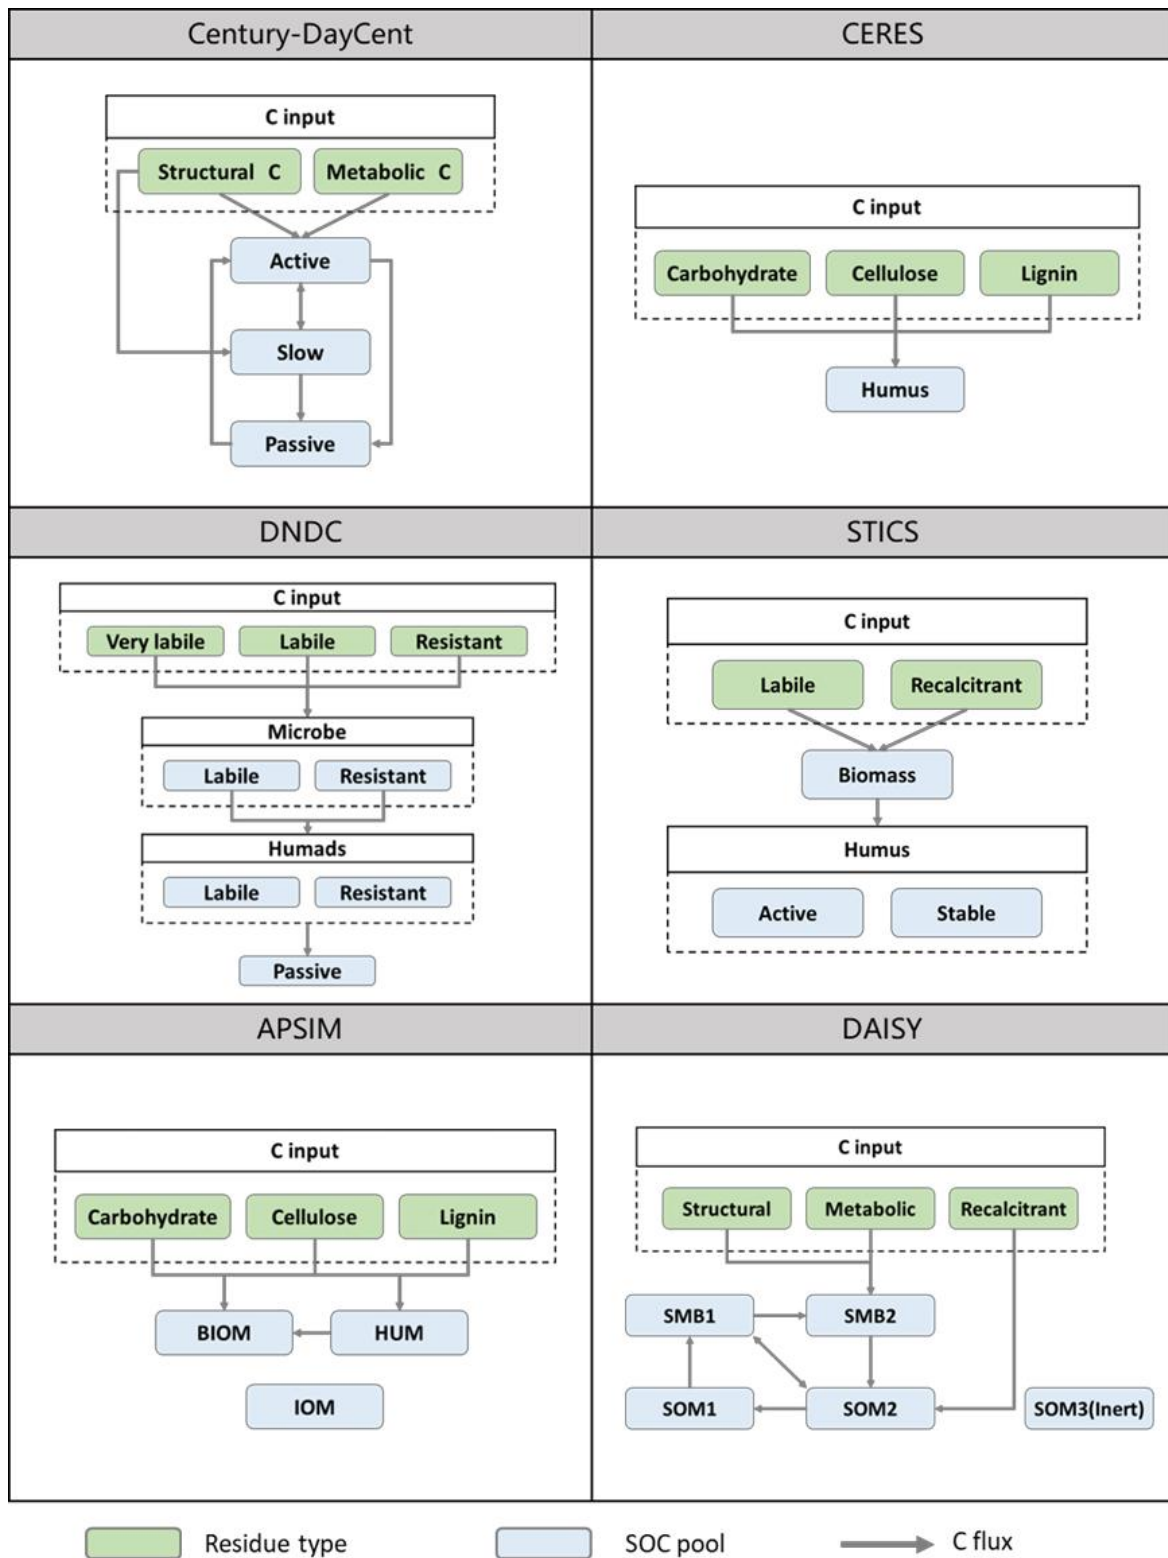 Century-DayCent
C input
Structural C
Metabolic C
Active
Slow
Passive
CERES
C input
Carbohydrate
Cellulose
Lignin
Humus
DNDC
C input
Very labile
Labile
Resistant
Microbe
Labile
Resistant
Humads
Labile
Resistant
Passive
STICS
C input
Labile
Recalcitrant
Biomass
Humus
Active
Stable
APSIM
C input
Carbohydrate
Cellulose
Lignin
BIOM
HUM
IOM
DAISY
C input
Structural
Metabolic
Recalcitrant
SMB1
SMB2
SOM1
SOM2
SOM3(Inert)
Residue type
SOC pool
C flux